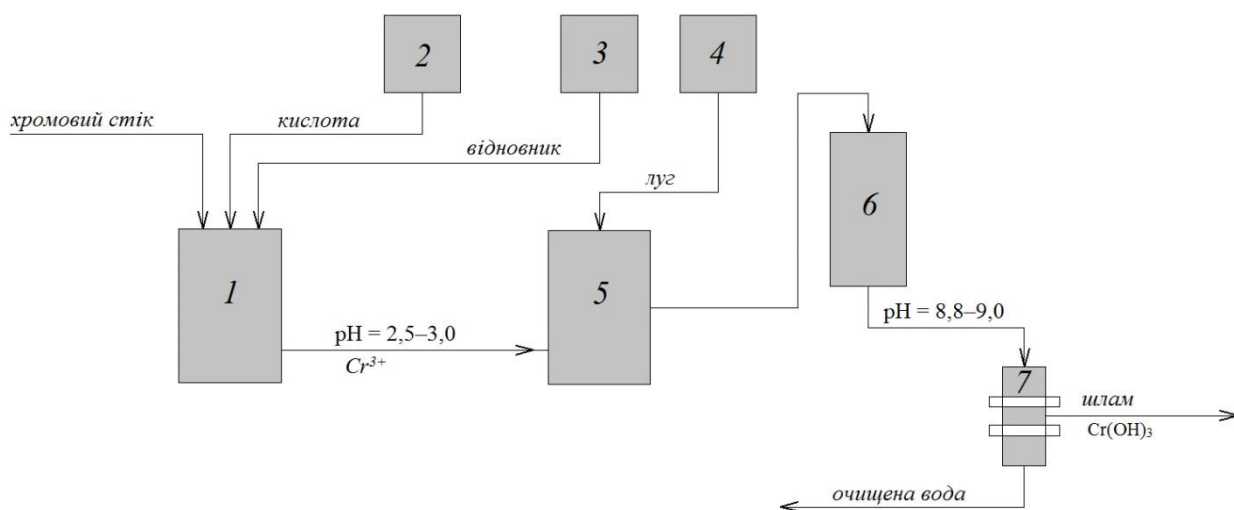 2
3
4
хромовий стік
кислота
відновник
луг
6
1
5
pH = 2,5–3,0
Cr³⁺
pH = 8,8–9,0
7
шлам
Cr(OH)₃
очищена вода